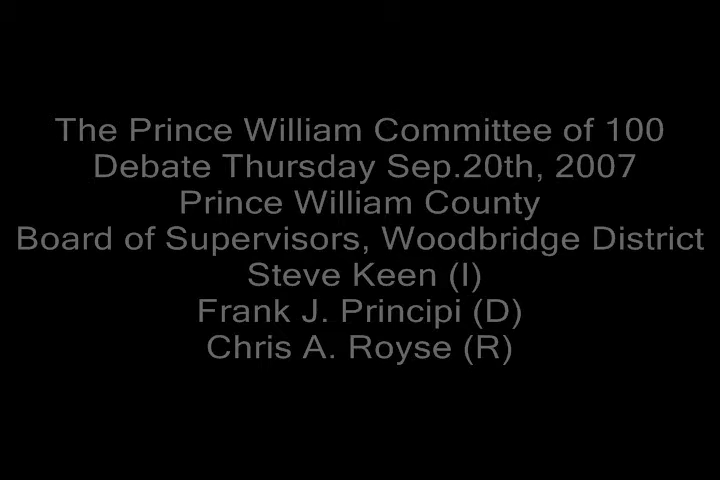 The Prince William Committee of 100
Debate Thursday Sep.20th, 2007
Prince William County
Board of Supervisors, Woodbridge District
Steve Keen (I)
Frank J. Principi (D)
Chris A. Royse (R)